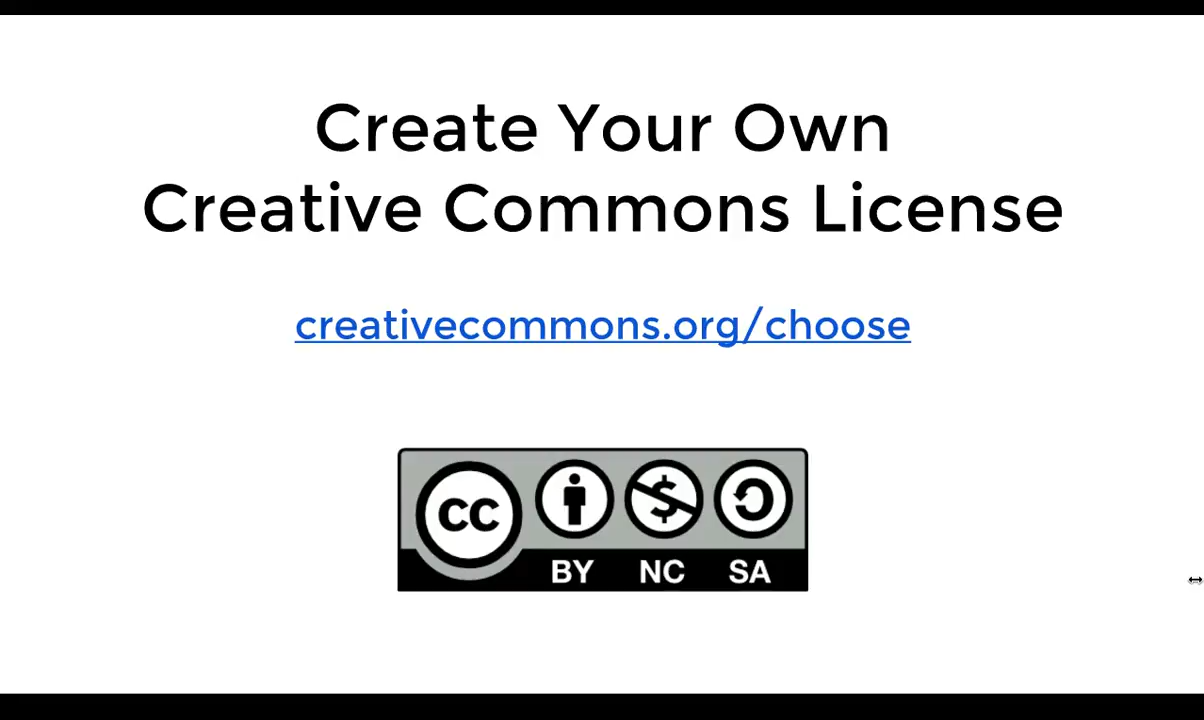 Create Your Own
Creative Commons License
creativecommons.org/choose
CC
BY NC SA